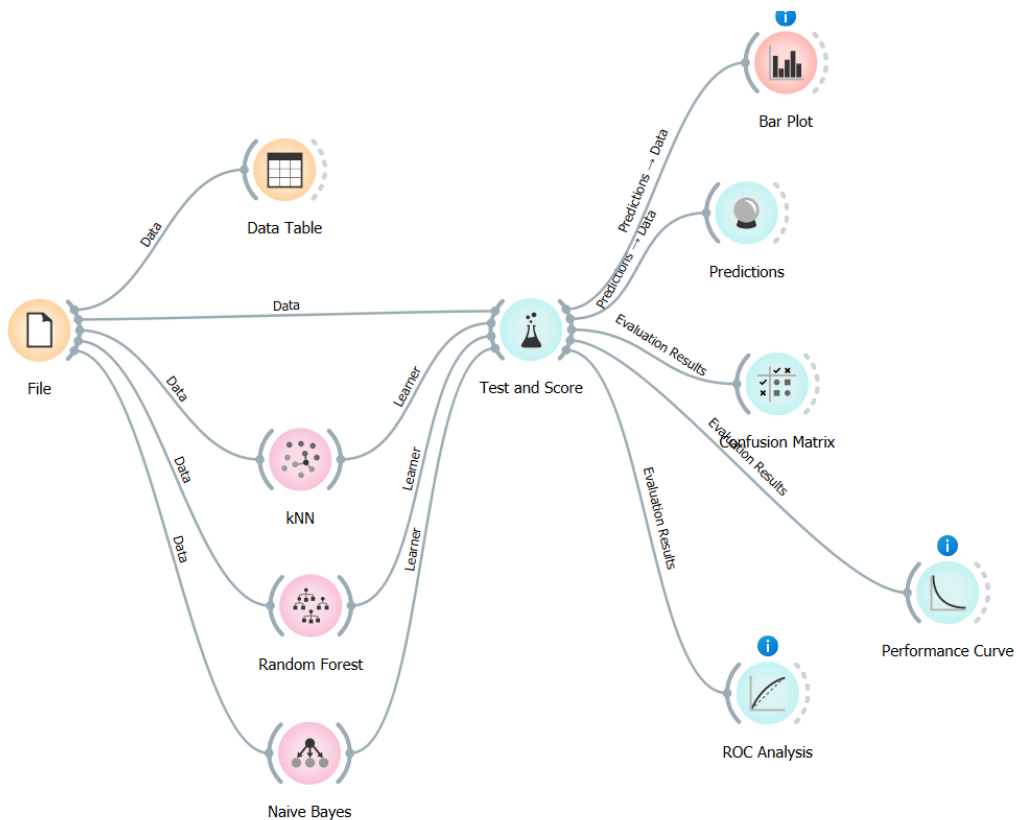 i
Bar Plot
Predictions → Data
Data Table
Data
Predictions
Predictions → Data
Data
File
Test and Score
Evaluation Results
Confusion Matrix
Data
Learner
kNN
Evaluation Results
Data
Learner
Evaluation Results
Random Forest
Data
Learner
i
Performance Curve
i
ROC Analysis
Naive Bayes